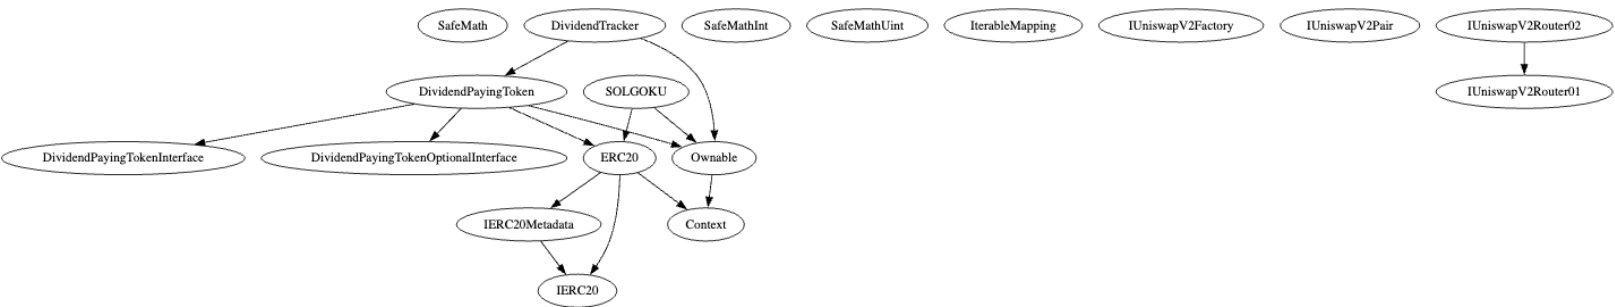 SafeMath
DividendTracker
SafeMathInt
SafeMathUint
IterableMapping
IUniswapV2Factory
IUniswapV2Pair
IUniswapV2Router02
DividendPayingToken
SOLGOKU
IUniswapV2Router01
DividendPayingTokenInterface
DividendPayingTokenOptionalInterface
ERC20
Ownable
IERC20Metadata
Context
IERC20